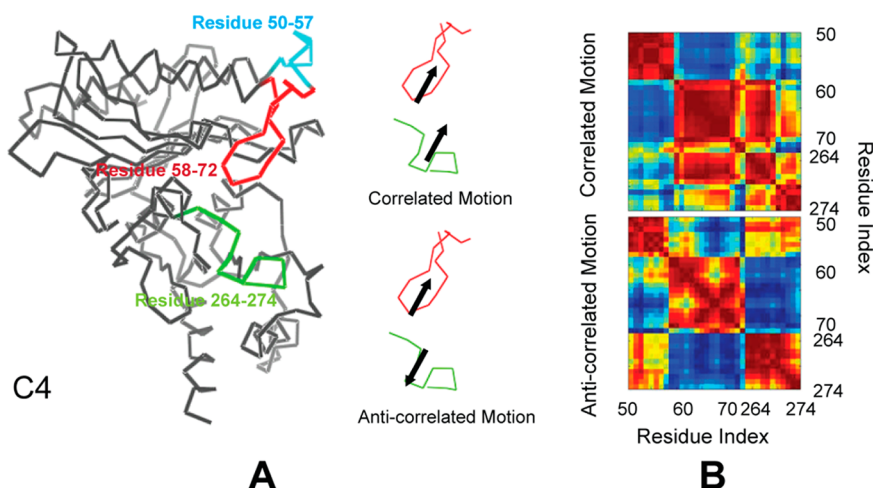 Residue 50-57
Residue 58-72
Residue 264-274
C4
Correlated Motion
Anti-correlated Motion
A
Correlated Motion
Anti-correlated Motion
50
60
70
264
274
50
60
70
264
274
Residue Index
50 60 70 264 274
Residue Index
B